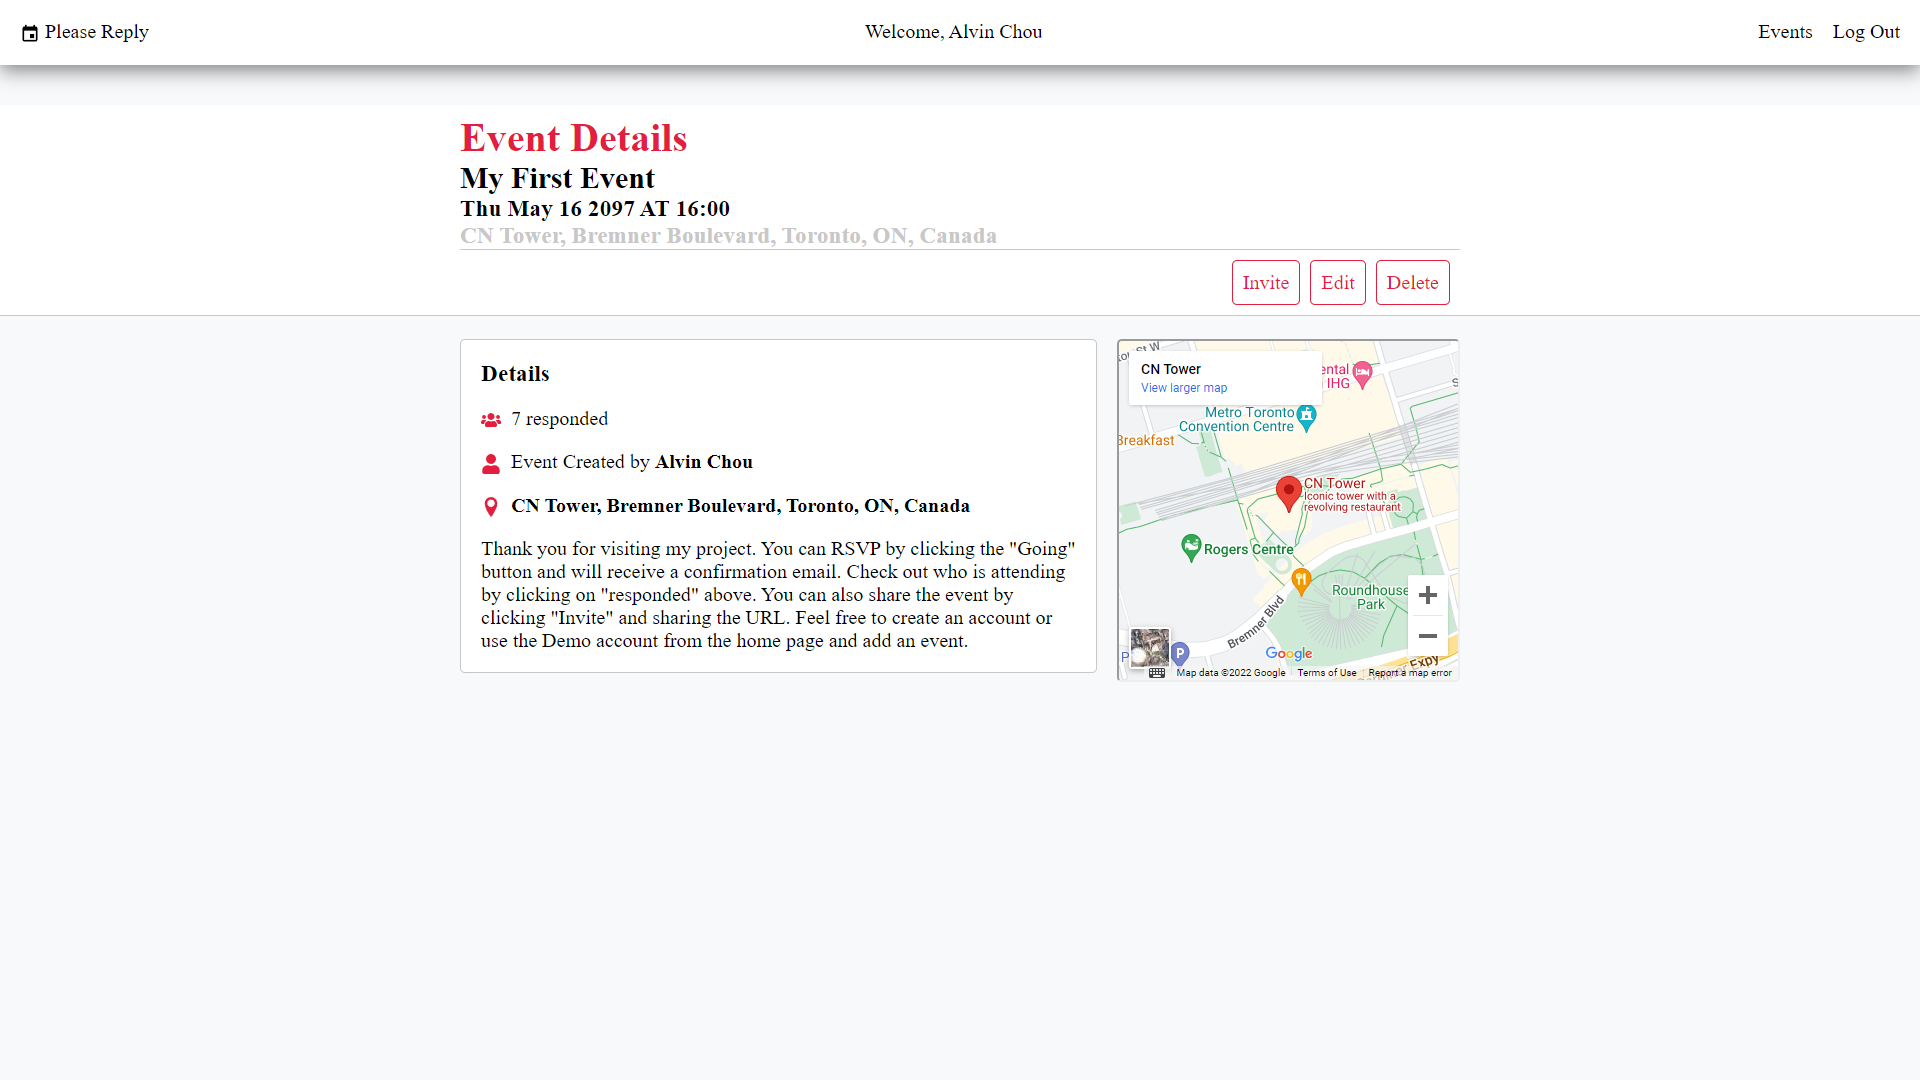 Please Reply
Welcome, Alvin Chou
Events
Log Out
Event Details
My First Event
Thu May 16 2097 AT 16:00
CN Tower, Bremner Boulevard, Toronto, ON, Canada
Invite
Edit
Delete
Details
7 responded
Event Created by Alvin Chou
CN Tower, Bremner Boulevard, Toronto, ON, Canada
Thank you for visiting my project. You can RSVP by clicking the "Going"
button and will receive a confirmation email. Check out who is attending
by clicking on "responded" above. You can also share the event by
clicking "Invite" and sharing the URL. Feel free to create an account or
use the Demo account from the home page and add an event.
CN Tower
View larger map
IHG
Metro Toronto
Convention Centre
Breakfast
CN Tower
Iconic tower with a
revolving restaurant
Rogers Centre
Roundhouse
Park
Bremner Blvd
P
P
Google
Expy
Map data ©2022 Google
Terms of Use
Report a map error